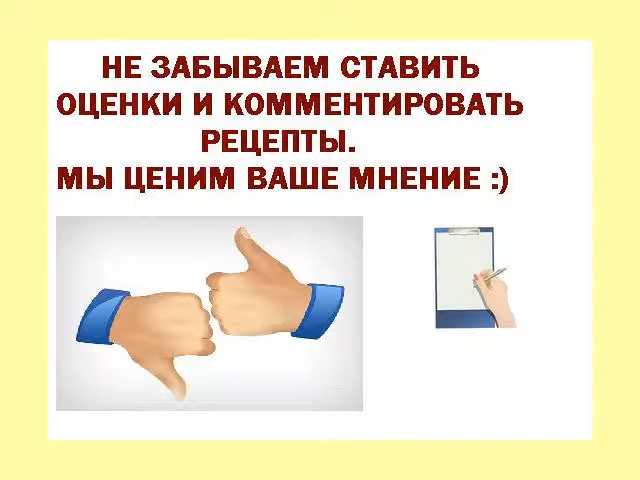 НЕ ЗАБЫВАЕМ СТАВИТЬ
ОЦЕНКИ И КОММЕНТИРОВАТЬ
РЕЦЕПТЫ.
МЫ ЦЕНИМ ВАШЕ МНЕНИЕ :)